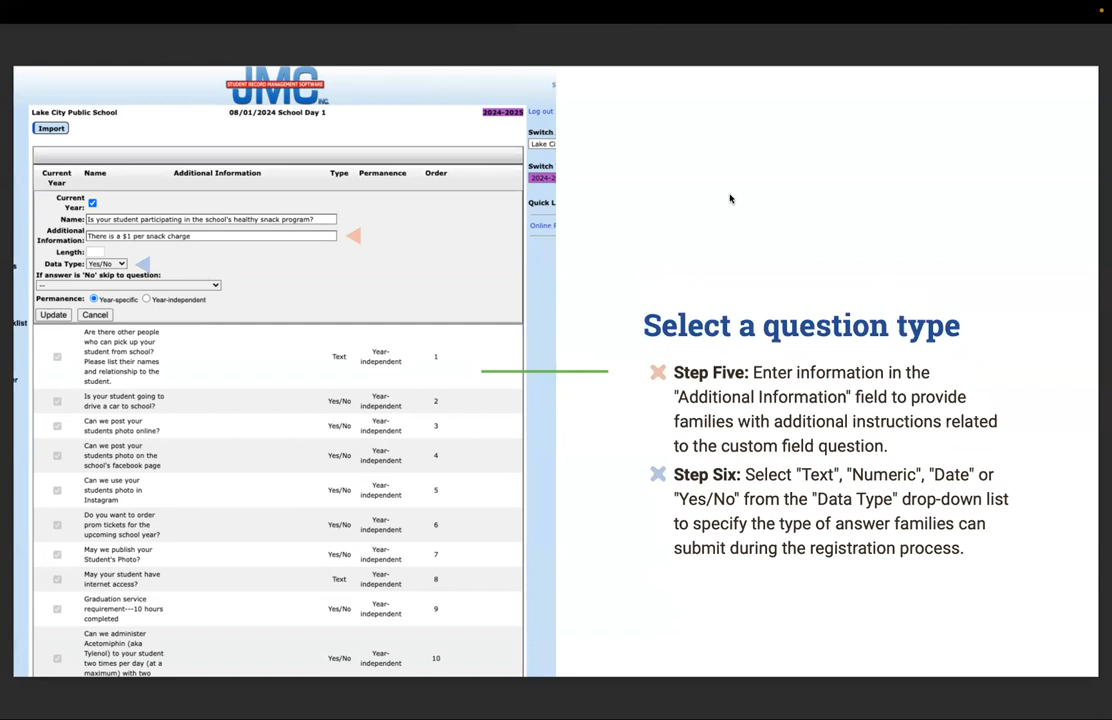 JMC
STUDENT RECORD MANAGEMENT SOFTWARE
INC.
Lake City Public School 08/01/2024 School Day 1 2024-2025 Log out
Import
Switch
Lake Ci
Switch
2024-2
Quick L
Online F
Current Year Name Additional Information Type Permanence Order
Current Year:
Name: Is your student participating in the school's healthy snack program?
Additional Information: There is a $1 per snack charge
Length:
Data Type: Yes/No
If answer is 'No' skip to question:
--
Permanence: Year-specific Year-independent
Update Cancel
klist
Are there other people
who can pick up your
student from school?
Please list their names
and relationship to the
student.
Text Year-independent 1
Is your student going to
drive a car to school?
Yes/No Year-independent 2
Can we post your
students photo online?
Yes/No Year-independent 3
Can we post your
students photo on the
school's facebook page
Yes/No Year-independent 4
Can we use your
students photo in
Instagram
Yes/No Year-independent 5
Do you want to order
prom tickets for the
upcoming school year?
Yes/No Year-independent 6
May we publish your
Student's Photo?
Yes/No Year-independent 7
May your student have
internet access?
Text Year-independent 8
Graduation service
requirement---10 hours
completed
Yes/No Year-independent 9
Can we administer
Acetomiphin (aka
Tylenol) to your student
two times per day (at a
maximum) with two
Yes/No Year-independent 10
Select a question type
Step Five: Enter information in the
"Additional Information" field to provide
families with additional instructions related
to the custom field question.
Step Six: Select "Text", "Numeric", "Date" or
"Yes/No" from the "Data Type" drop-down list
to specify the type of answer families can
submit during the registration process.